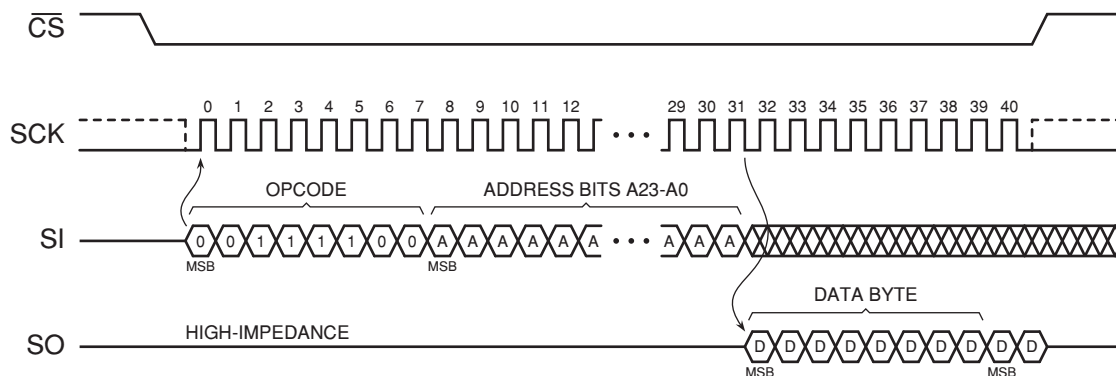 CS
0 1 2 3 4 5 6 7 8 9 10 11 12 29 30 31 32 33 34 35 36 37 38 39 40
SCK
OPCODE ADDRESS BITS A23-A0
SI 0 0 1 1 1 1 0 0 A A A A A A A A A
MSB MSB
DATA BYTE
HIGH-IMPEDANCE
SO D D D D D D D D D D
MSB MSB